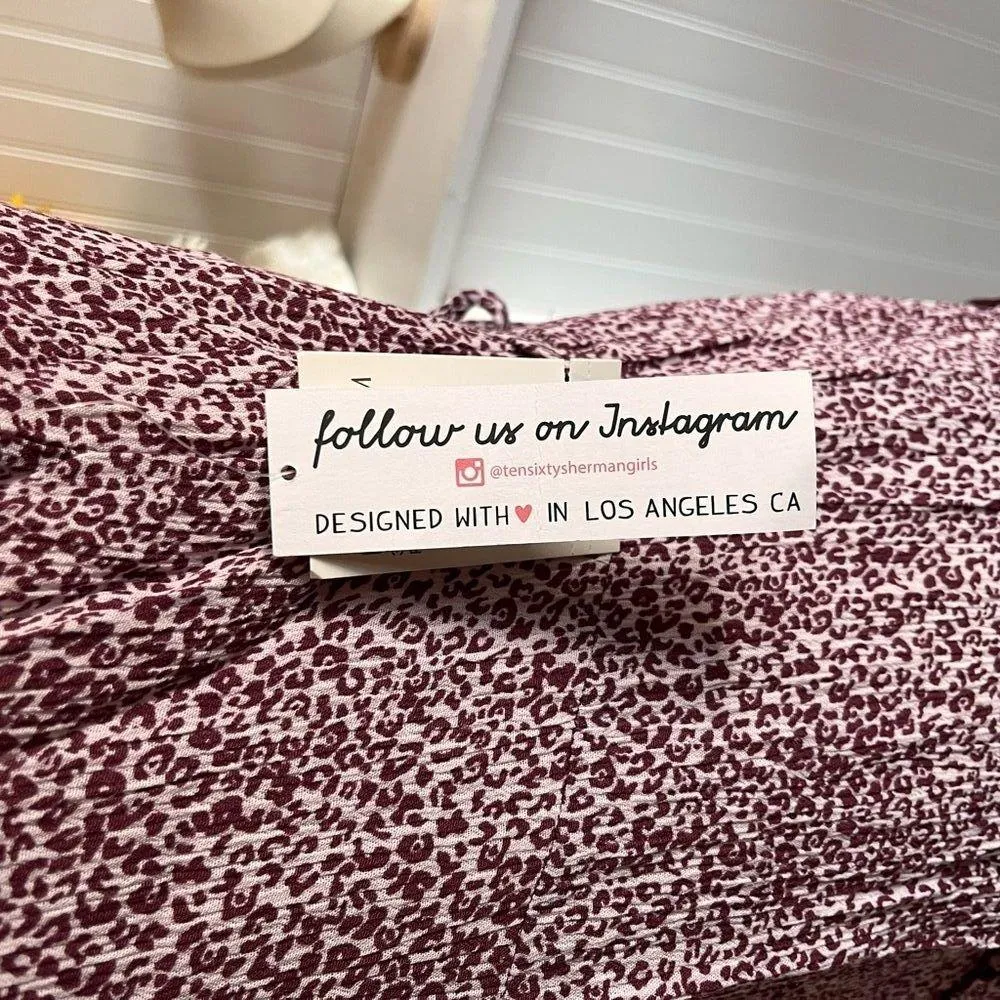 follow us on Instagram
@tensixtyshermangirls
DESIGNED WITH♥ IN LOS ANGELES CA